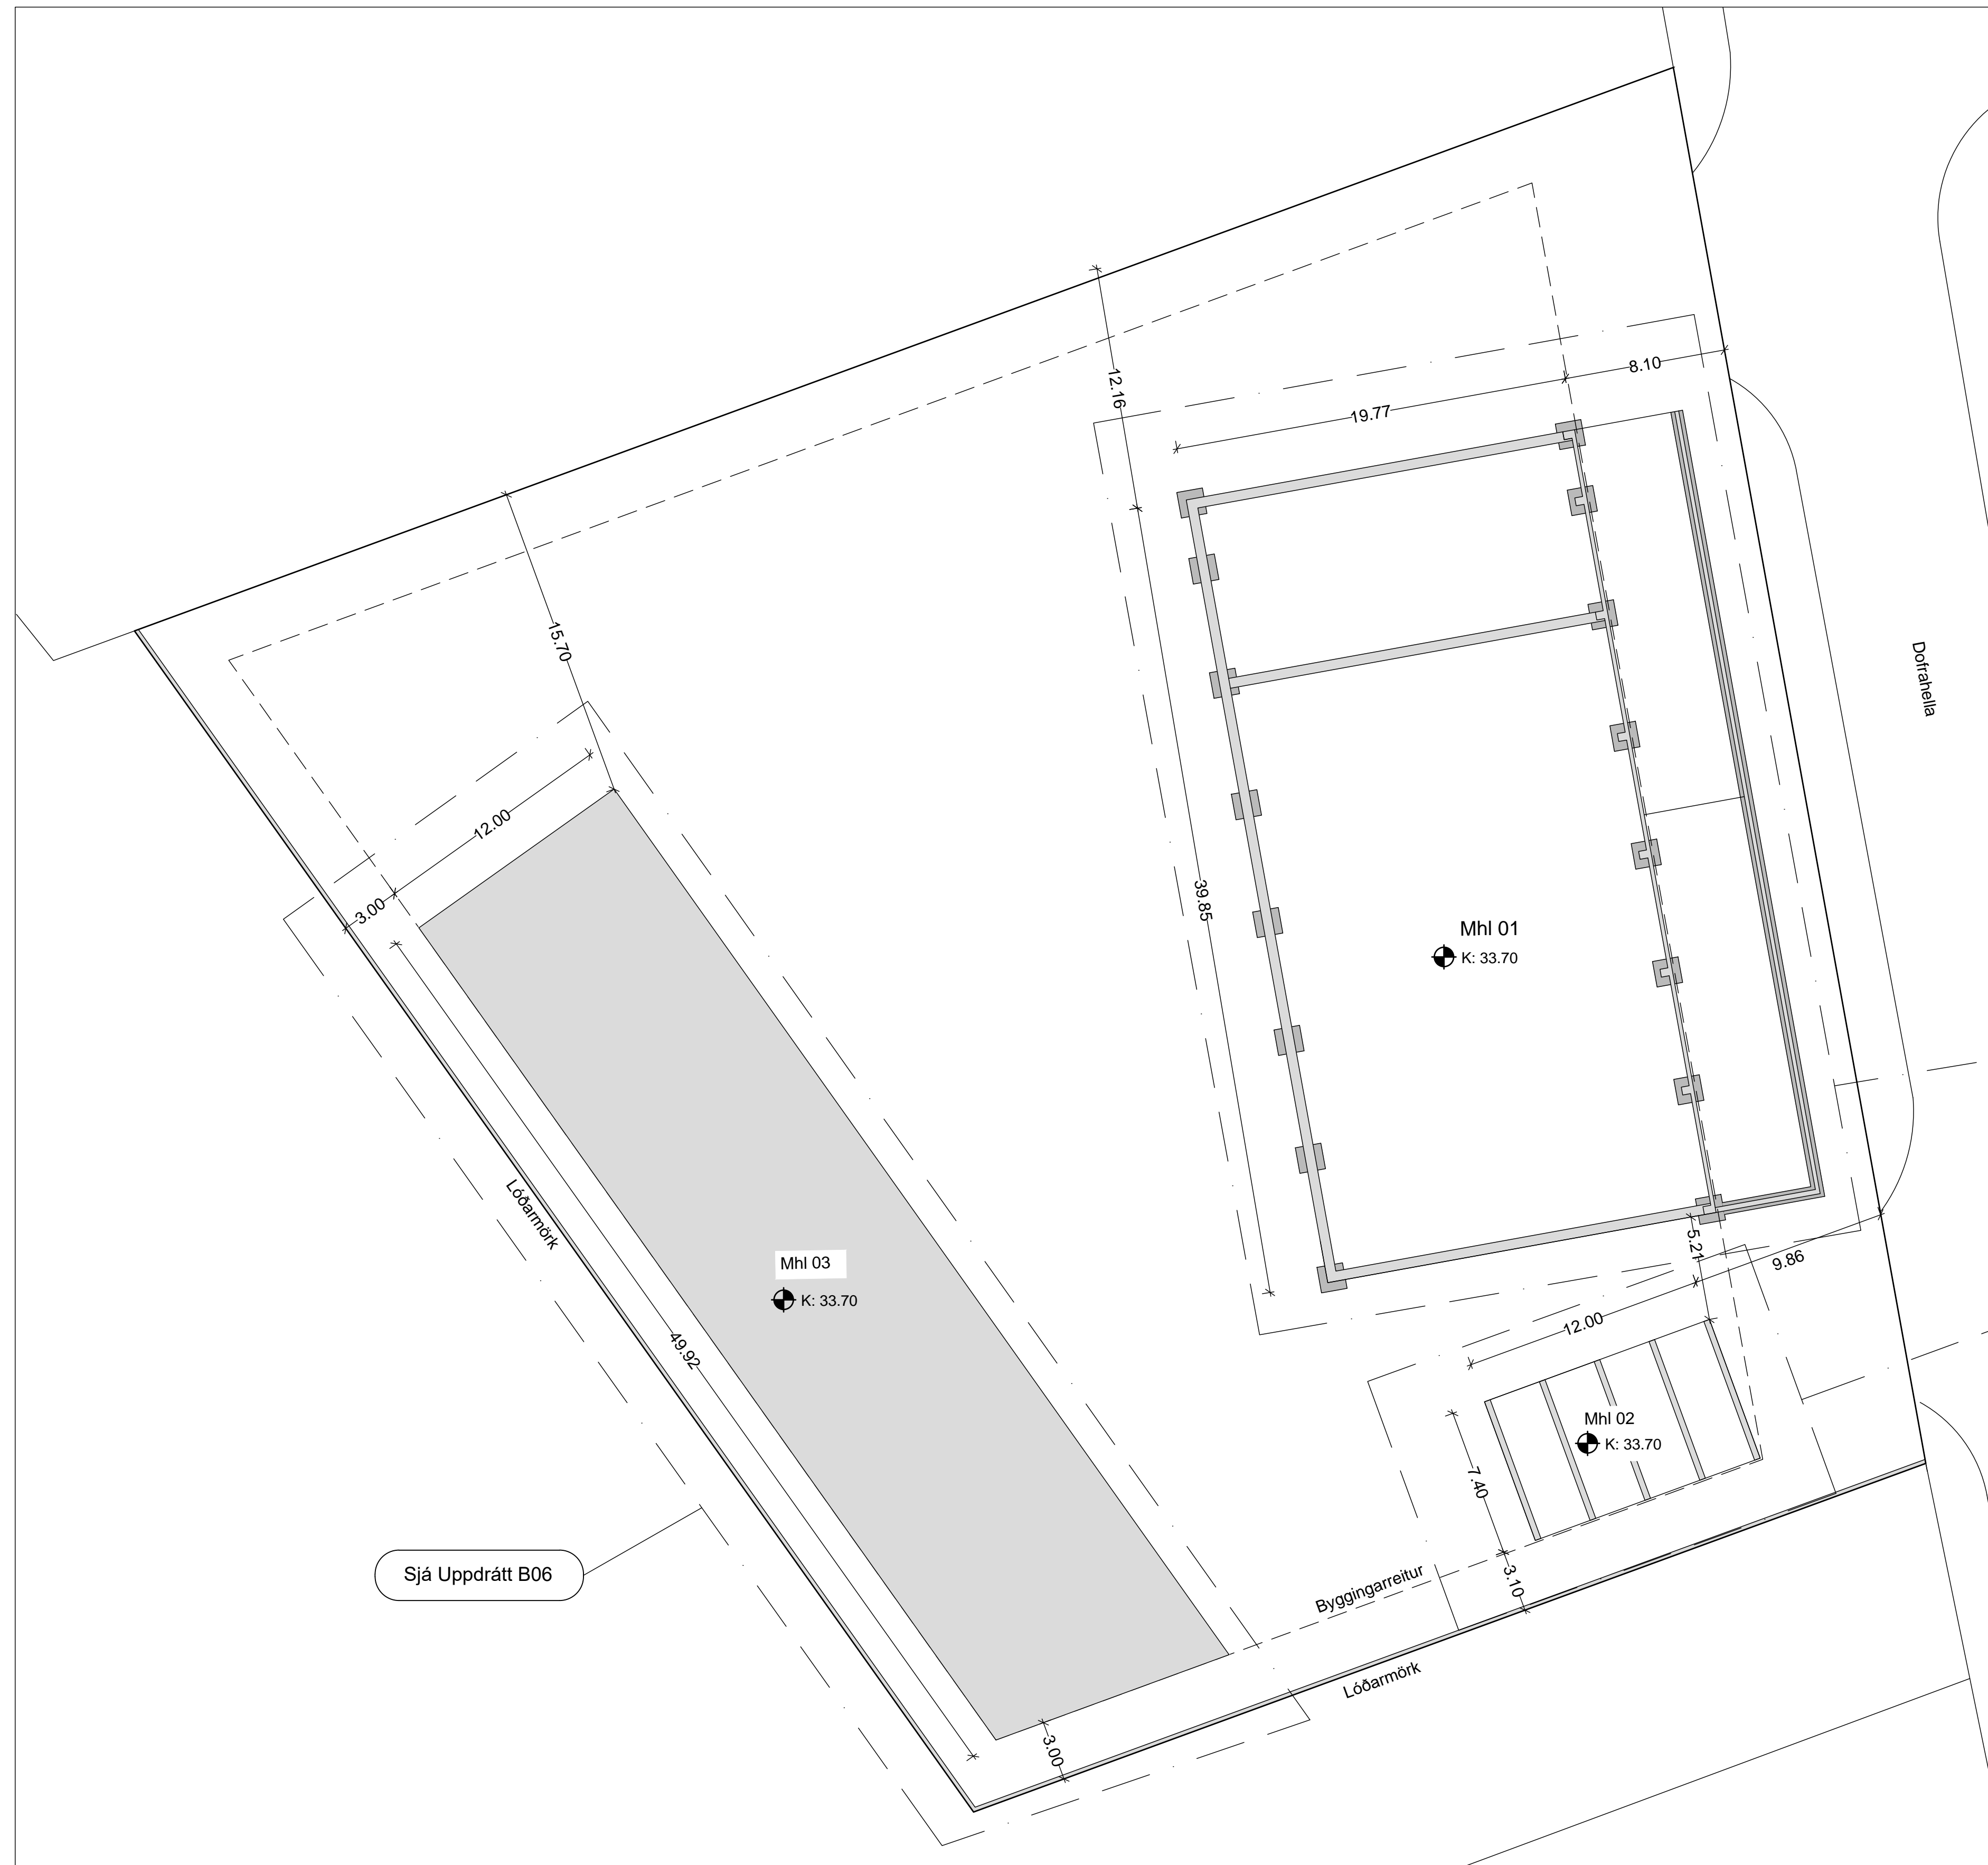 8.10
12.16
19.77
15.70
Dofrahella
12.00
39.85
3.00
Mhl 01
K: 33.70
Lóðarmörk
5.21
9.86
Mhl 03
K: 33.70
12.00
49.92
Mhl 02
K: 33.70
7.40
Sjá Uppdrátt B06
Byggingarreitur
3.10
Lóðarmörk
3.00